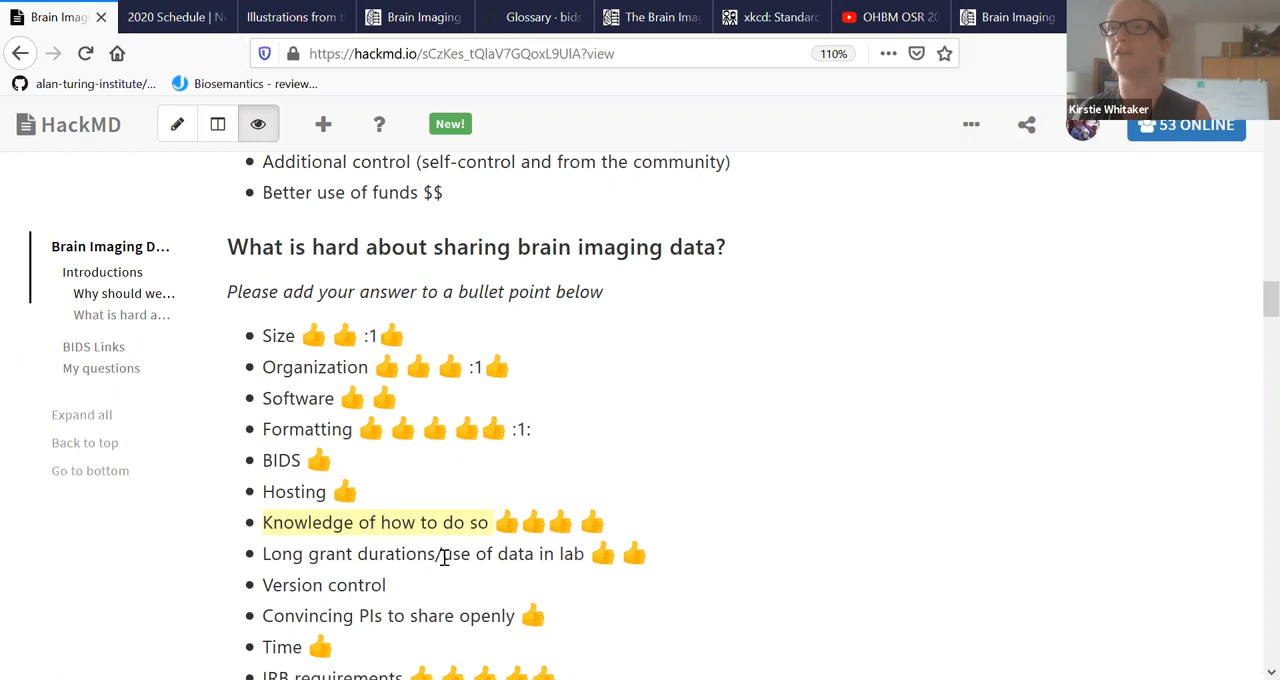 Brain Imag
2020 Schedule | N
Illustrations from t
Brain Imaging
Glossary · bids
The Brain Ima
xkcd: Standar
OHBM OSR 20
Brain Imaging
https://hackmd.io/sCzKes_tQlaV7GQoxL9UlA?view
110%
alan-turing-institute/...
Biosemantics - review...
Kirstie Whitaker
HackMD
New!
53 ONLINE
Additional control (self-control and from the community)
Better use of funds $$
What is hard about sharing brain imaging data?
Please add your answer to a bullet point below
Brain Imaging D...
Introductions
Why should we...
What is hard a...
BIDS Links
My questions
Expand all
Back to top
Go to bottom
Size 👍 👍 :1👍
Organization 👍 👍 👍 :1👍
Software 👍 👍
Formatting 👍 👍 👍 👍👍 :1:
BIDS 👍
Hosting 👍
Knowledge of how to do so 👍👍👍 👍
Long grant durations/use of data in lab 👍 👍
Version control
Convincing PIs to share openly 👍
Time 👍
IRB requirements 👍 👍 👍 👍👍